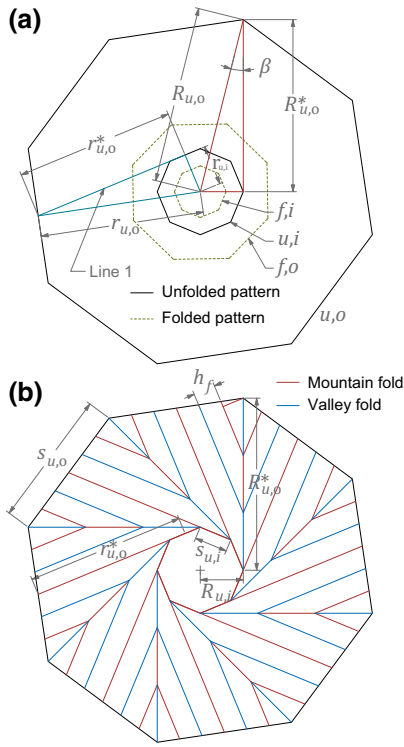 (a)
β
R_{u,o}
R^*_{u,o}
r^*_{u,o}
r_{u,i}
r_{u,o}
f,i
u,i
Line 1
f,o
Unfolded pattern
Folded pattern
u,o
(b)
h_f
Mountain fold
Valley fold
s_{u,o}
R^*_{u,o}
r^*_{u,o}
s_{u,i}
R_{u,i}